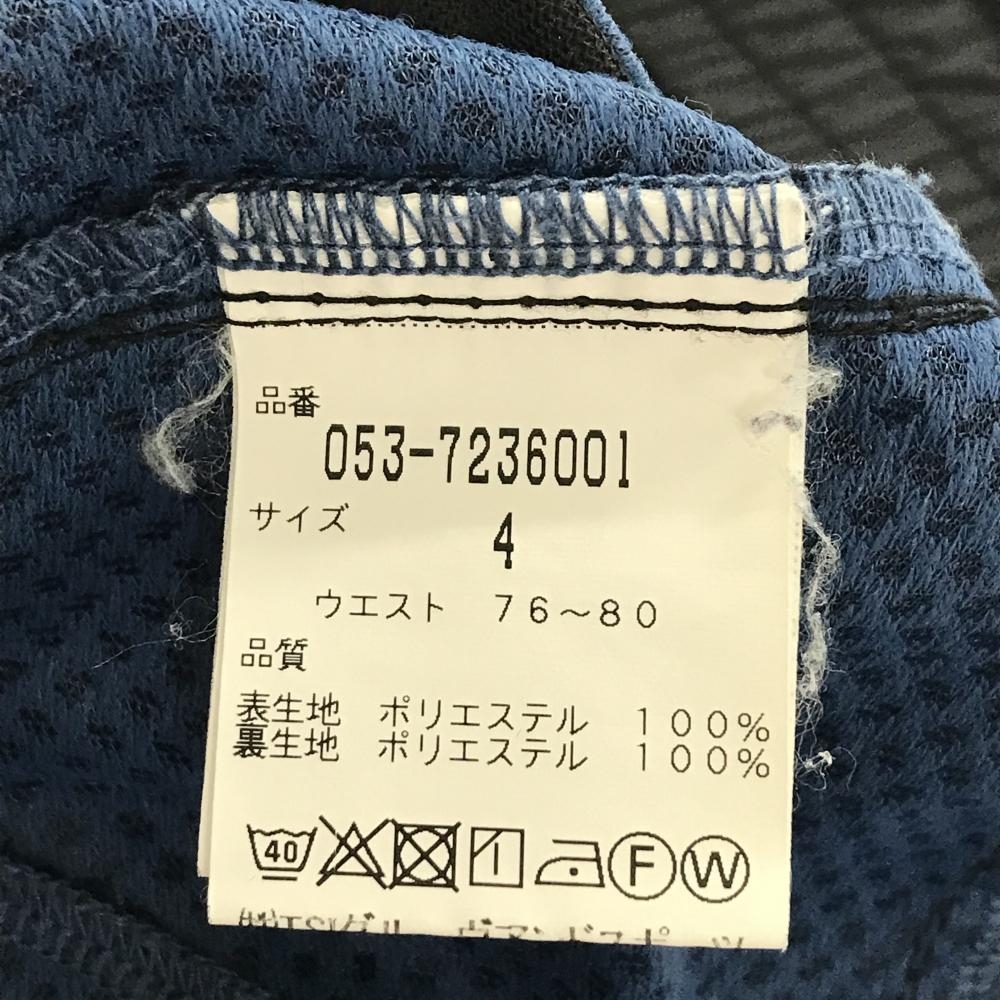 品番
053-7236001
サイズ
4
ウエスト 76～80
品質
表生地 ポリエステル 100%
裏生地 ポリエステル 100%
40 F W